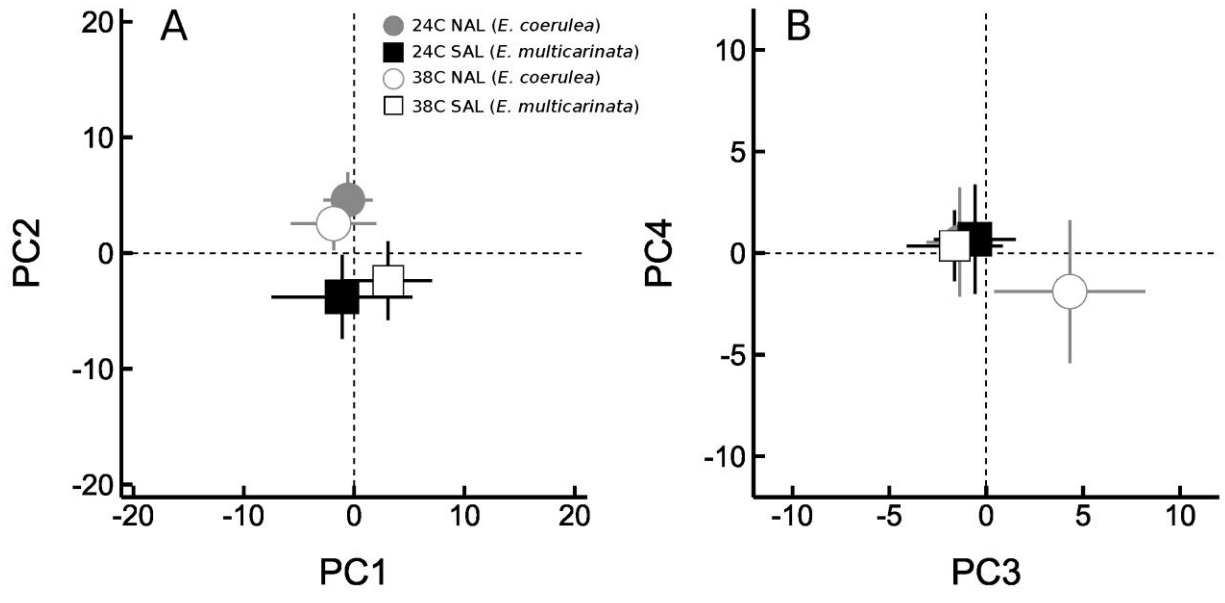 A
24C NAL (E. coerulea)
24C SAL (E. multicarinata)
38C NAL (E. coerulea)
38C SAL (E. multicarinata)
20
10
0
-10
-20
PC2
-20 -10 0 10 20
PC1
B
10
5
0
-5
-10
PC4
-10 -5 0 5 10
PC3